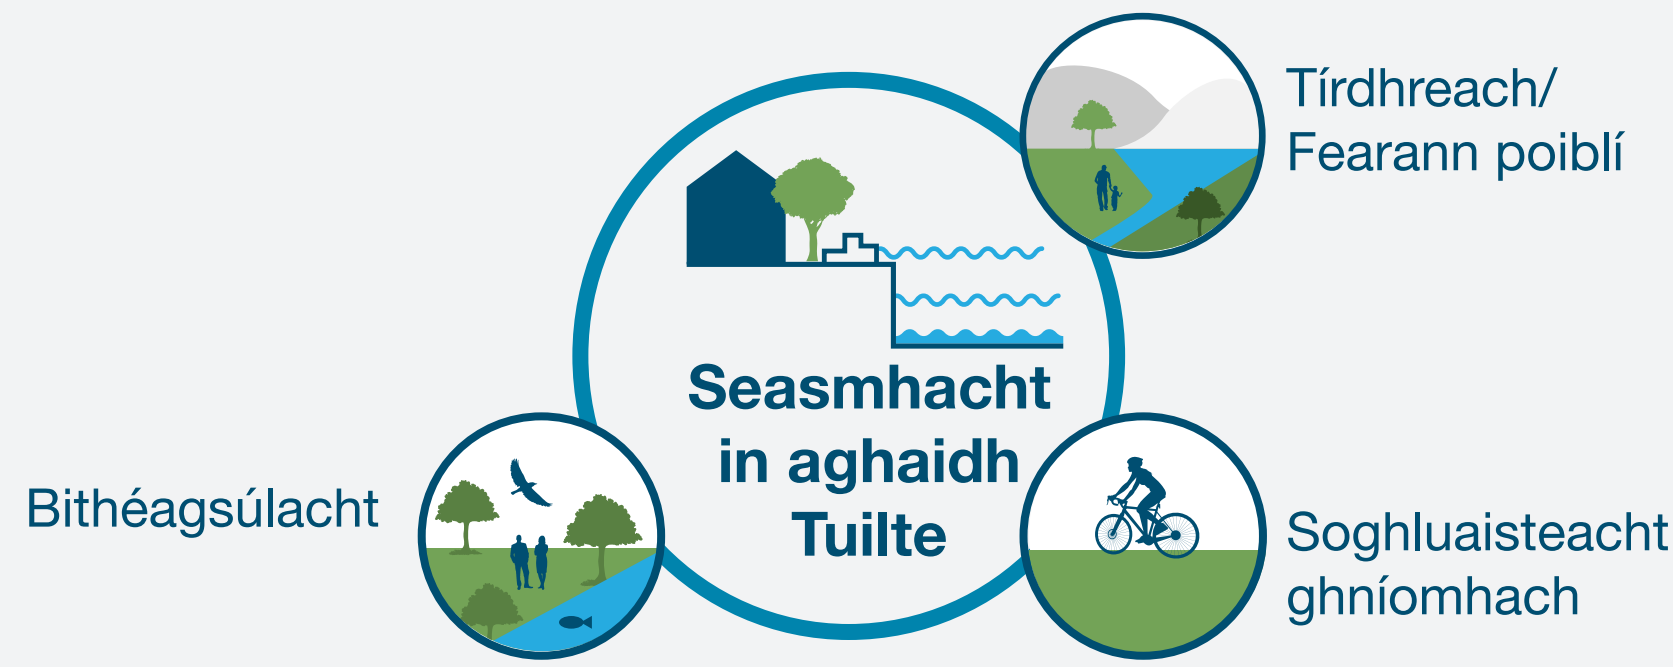 Tírdhreach/
Fearann poiblí
Seasmhacht
in aghaidh
Tuilte
Bithéagsúlacht
Soghluaisteacht
ghníomhach